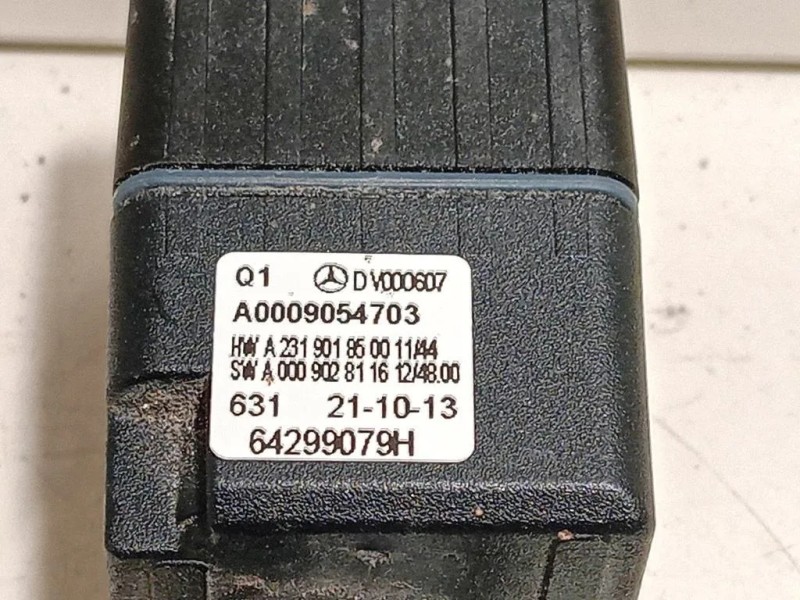 Q1 DV000607
A0009054703
HW A 231 901 85 00 11/44
SW A 000 902 81 16 12/48.00
631 21-10-13
64299079H